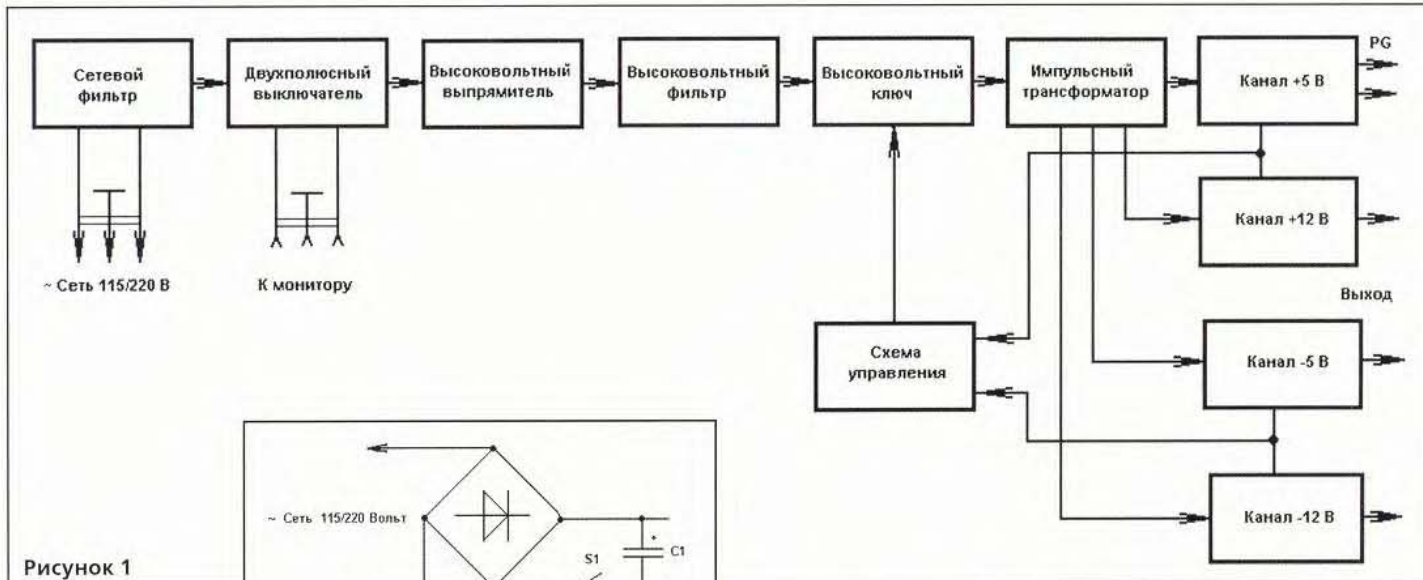 Сетевой
фильтр
Двухполюсный
выключатель
Высоковольтный
выпрямитель
Высоковольтный
фильтр
Высоковольтный
ключ
Импульсный
трансформатор
Канал +5 В
PG
Канал +12 В
~ Сеть 115/220 В
К монитору
Выход
Схема
управления
Канал -5 В
Канал -12 В
~ Сеть 115/220 Вольт
S1
+
C1
Рисунок 1